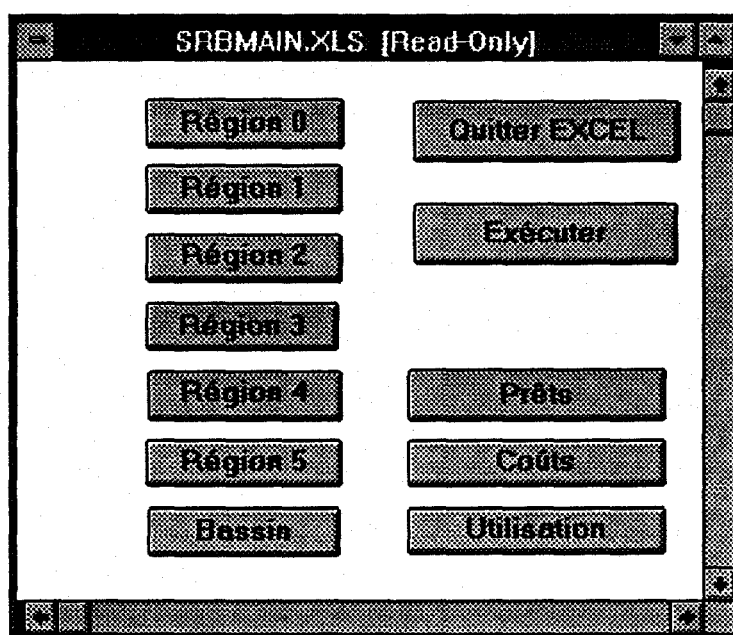 SRBMAIN.XLS [Read-Only]
Région 0
Région 1
Région 2
Région 3
Région 4
Région 5
Bassin
Quitter EXCEL
Exécuter
Prêts
Coûts
Utilisation